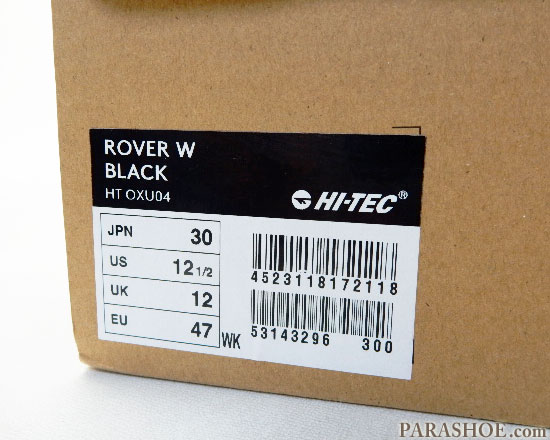 ROVER W
BLACK
HT OXU04
HI-TEC®
JPN 30
US 12 1/2
UK 12
EU 47
WK
4523118172118
53143296 300
PARASHOE.com